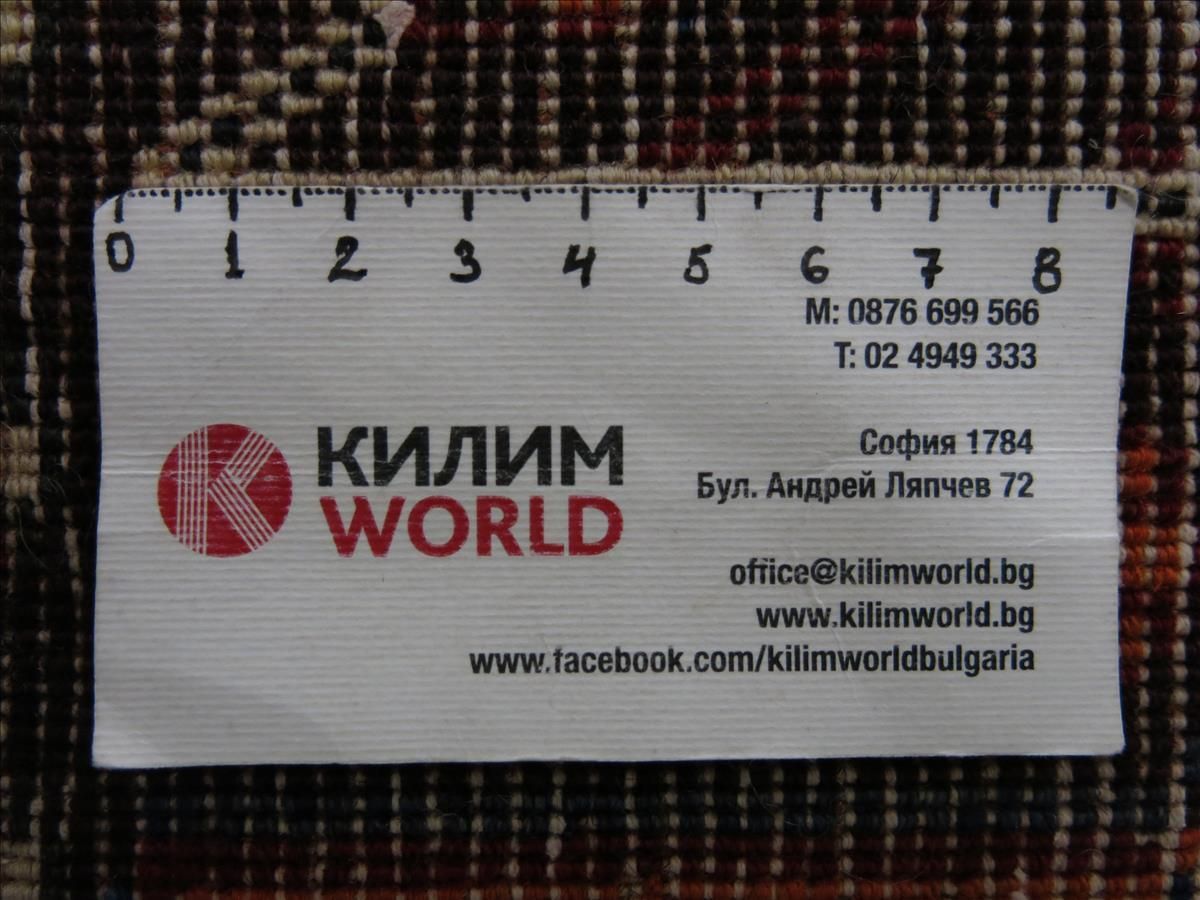 0 1 2 3 4 5 6 7 8
M: 0876 699 566
T: 02 4949 333
КИЛИМ
WORLD
София 1784
Бул. Андрей Ляпчев 72
office@kilimworld.bg
www.kilimworld.bg
www.facebook.com/kilimworldbulgaria